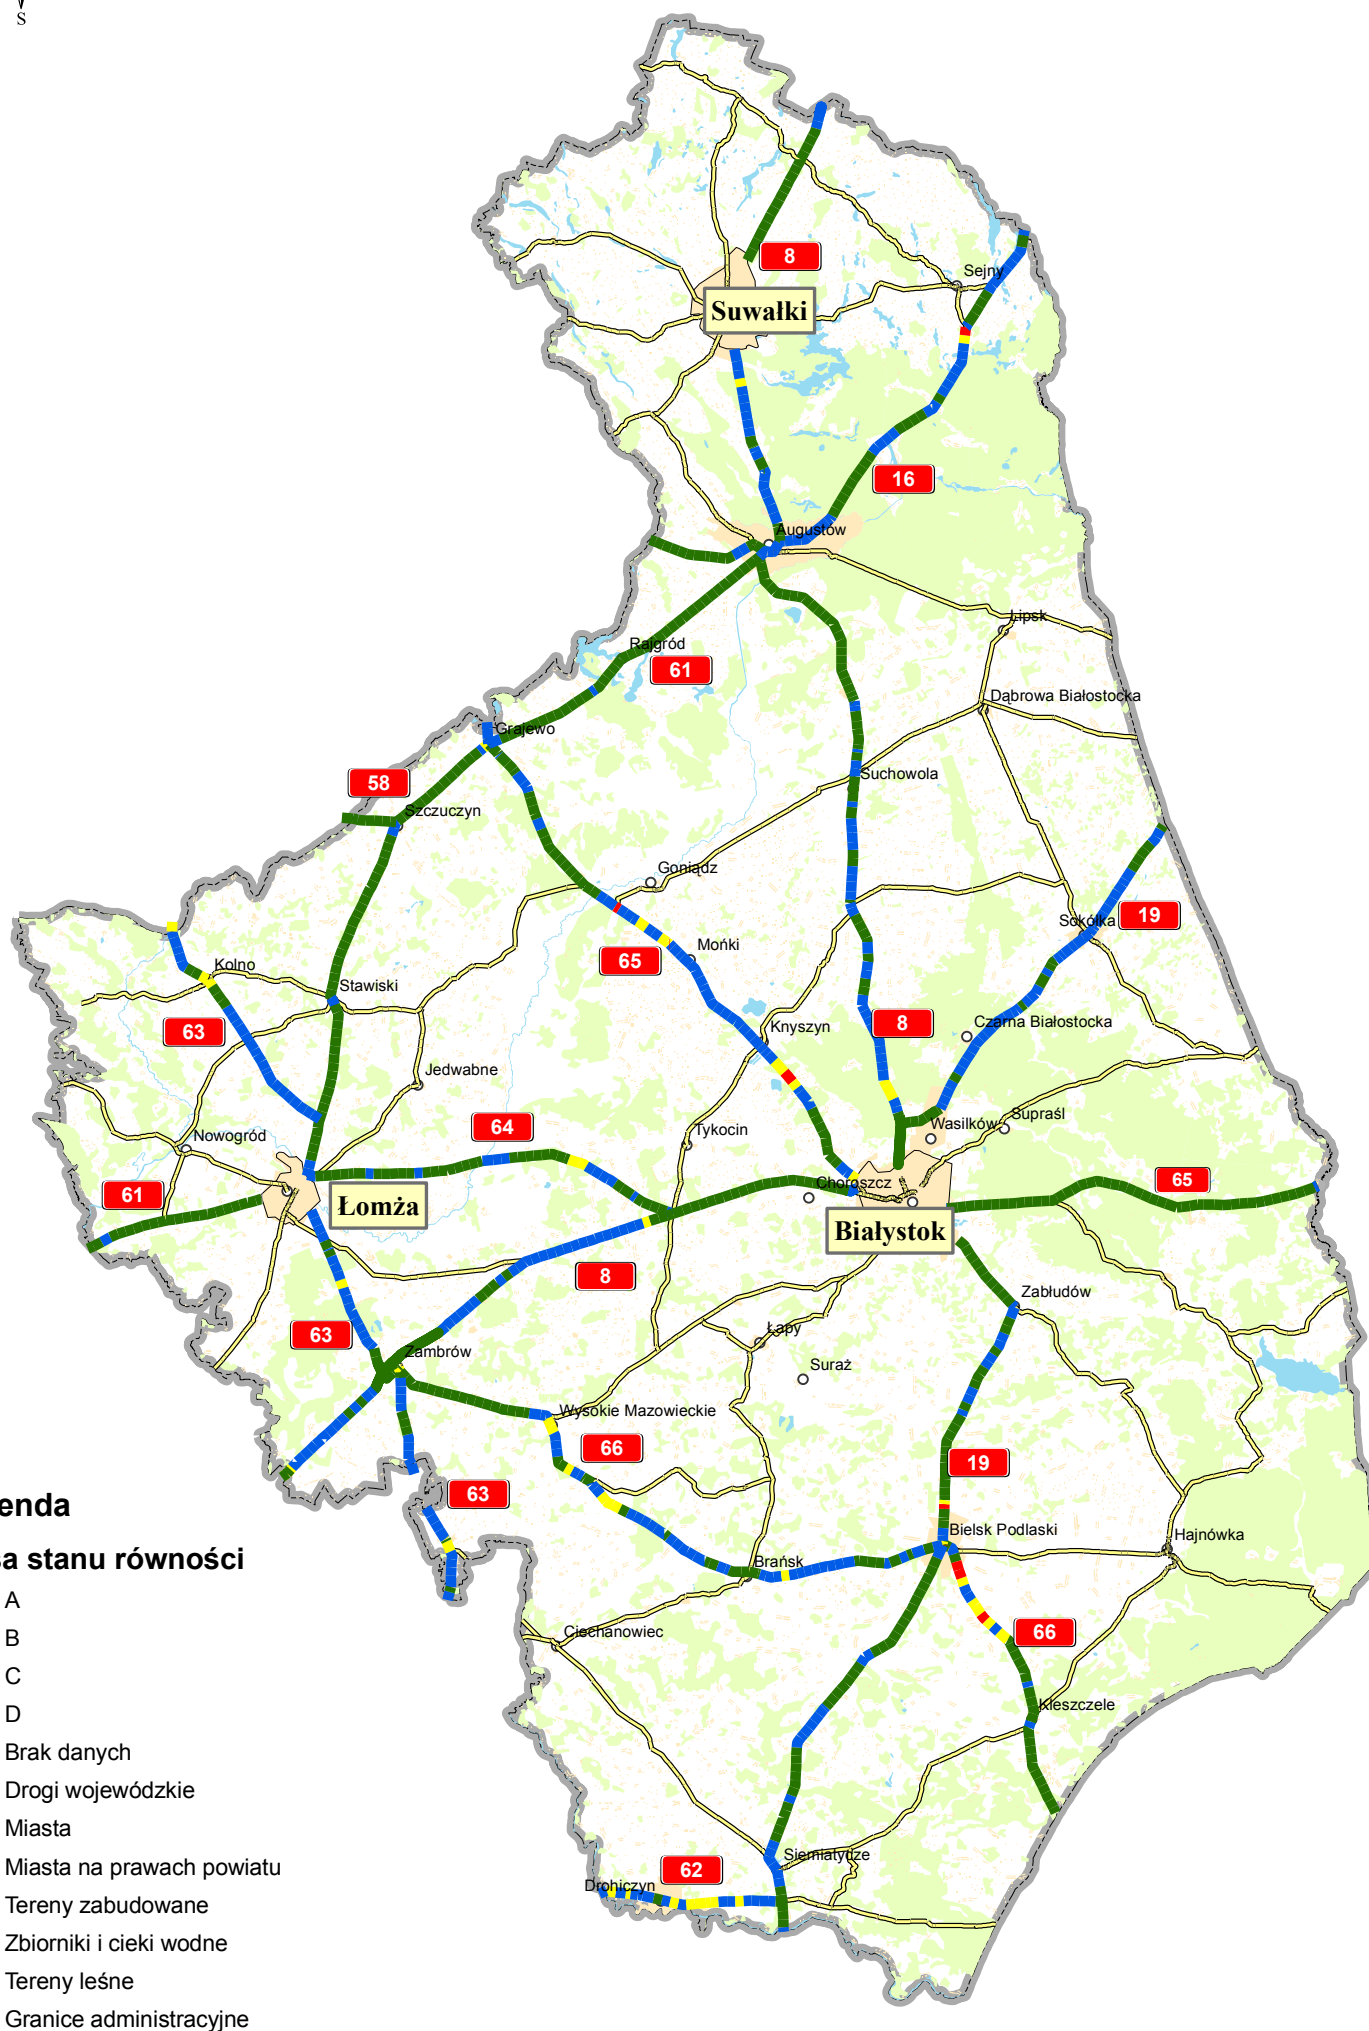 S
8
Sejny
Suwałki
16
Augustów
Lipsk
Rajgród
61
Dąbrowa Białostocka
Grajewo
58
Suchowola
Szczuczyn
Goniądz
19
Sokółka
Mońki
65
Kolno
Stawiski
63
Knyszyn
8
Czarna Białostocka
Jedwabne
64
Tykocin
Wasilków
Supraśl
Nowogród
61
Łomża
Choroszcz
65
Białystok
8
Zabłudów
63
Łapy
Zambrów
Suraż
Wysokie Mazowieckie
66
19
63
enda
Bielsk Podlaski
Hajnówka
a stanu równości
Brańsk
A
B
Ciechanowiec
66
C
D
Kleszczele
Brak danych
Drogi wojewódzkie
Miasta
Siemiatydze
Miasta na prawach powiatu
62
Drohiczyn
Tereny zabudowane
Zbiorniki i cieki wodne
Tereny leśne
Granice administracyjne